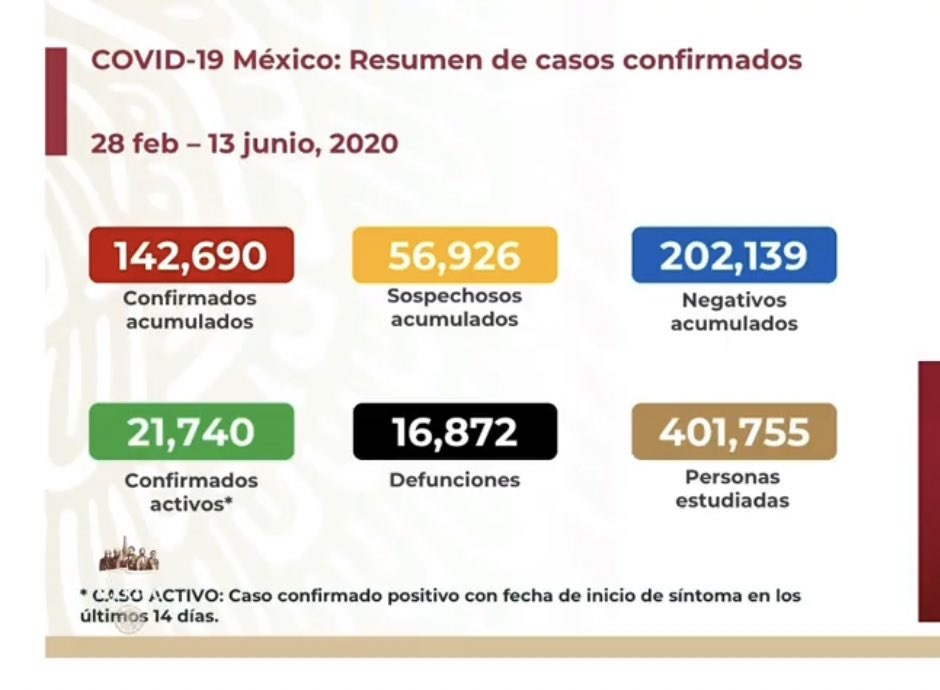 COVID-19 México: Resumen de casos confirmados
28 feb – 13 junio, 2020
142,690
Confirmados
acumulados
56,926
Sospechosos
acumulados
202,139
Negativos
acumulados
21,740
Confirmados
activos*
16,872
Defunciones
401,755
Personas
estudiadas
* CASO ACTIVO: Caso confirmado positivo con fecha de inicio de síntoma en los
últimos 14 días.